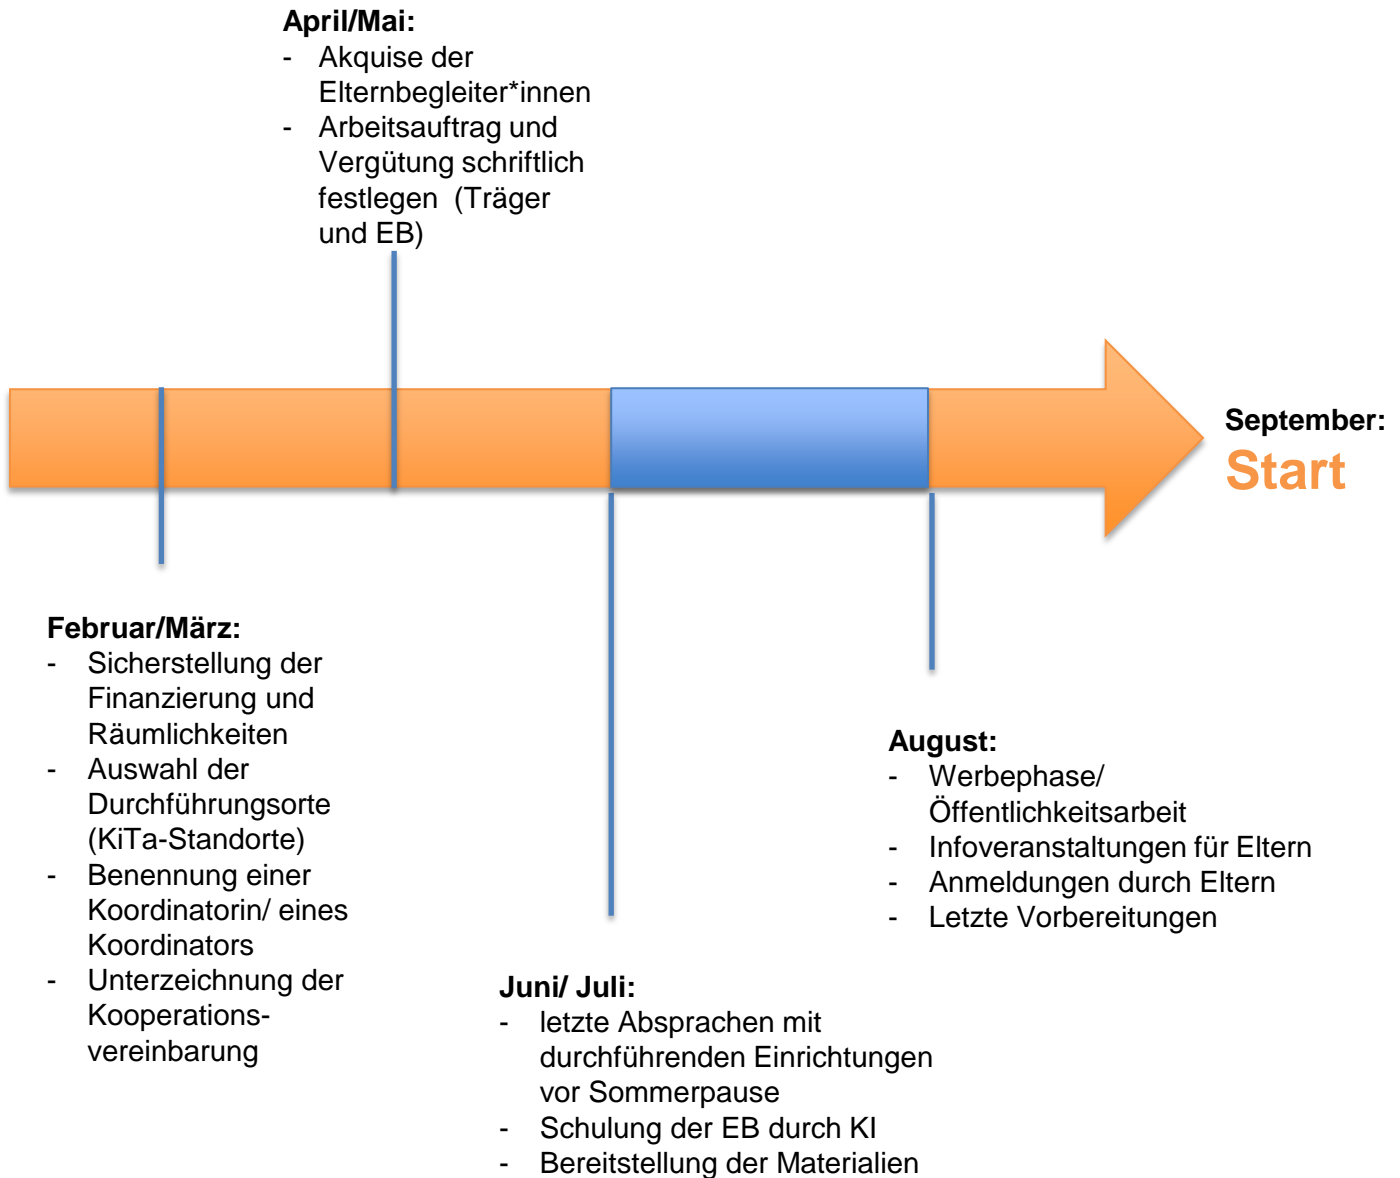 April/Mai:
- Akquise der
Elternbegleiter*innen
- Arbeitsauftrag und
Vergütung schriftlich
festlegen (Träger
und EB)
September:
Start
Februar/März:
- Sicherstellung der
Finanzierung und
Räumlichkeiten
- Auswahl der
Durchführungsorte
(KiTa-Standorte)
- Benennung einer
Koordinatorin/ eines
Koordinators
- Unterzeichnung der
Kooperations-
vereinbarung
Juni/ Juli:
- letzte Absprachen mit
durchführenden Einrichtungen
vor Sommerpause
- Schulung der EB durch KI
- Bereitstellung der Materialien
August:
- Werbephase/
Öffentlichkeitsarbeit
- Infoveranstaltungen für Eltern
- Anmeldungen durch Eltern
- Letzte Vorbereitungen